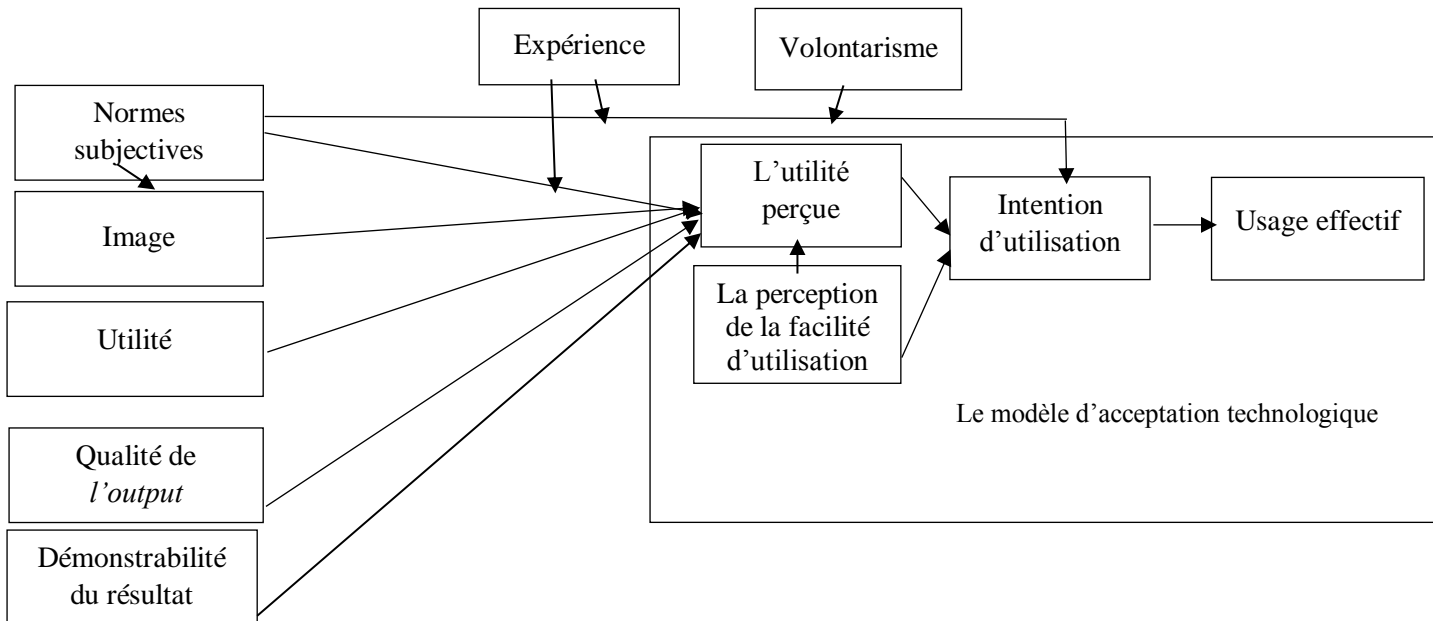 Expérience
Volontarisme
Normes
subjectives
Image
Utilité
Qualité de
l’output
Démonstrabilité
du résultat
L’utilité
perçue
La perception
de la facilité
d’utilisation
Intention
d’utilisation
Usage effectif
Le modèle d’acceptation technologique